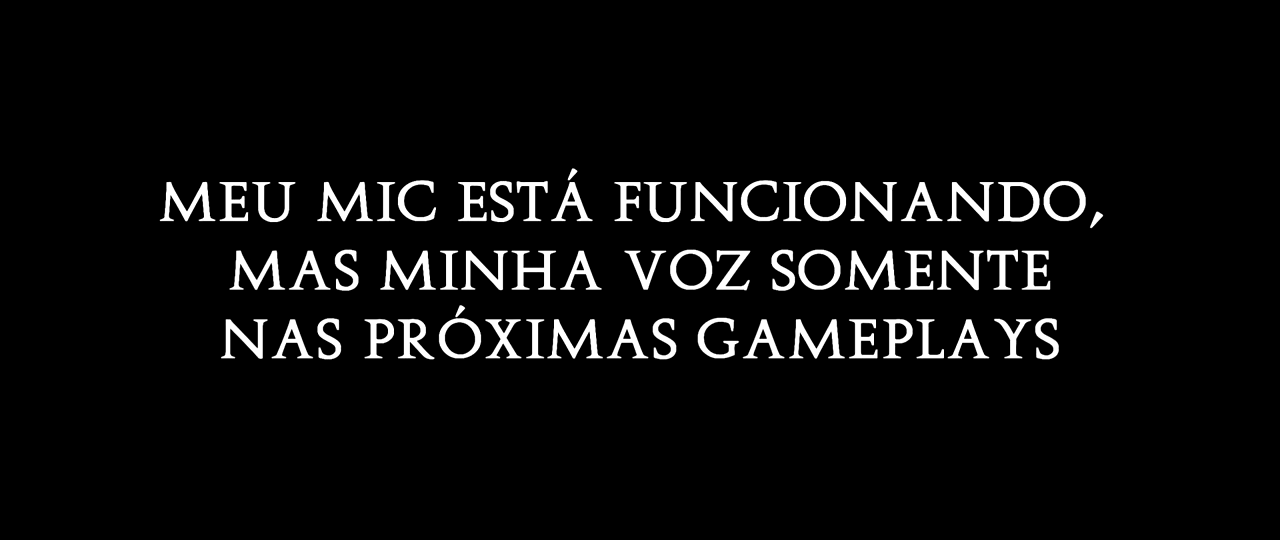 MEU MIC ESTÁ FUNCIONANDO,
MAS MINHA VOZ SOMENTE
NAS PRÓXIMAS GAMEPLAYS